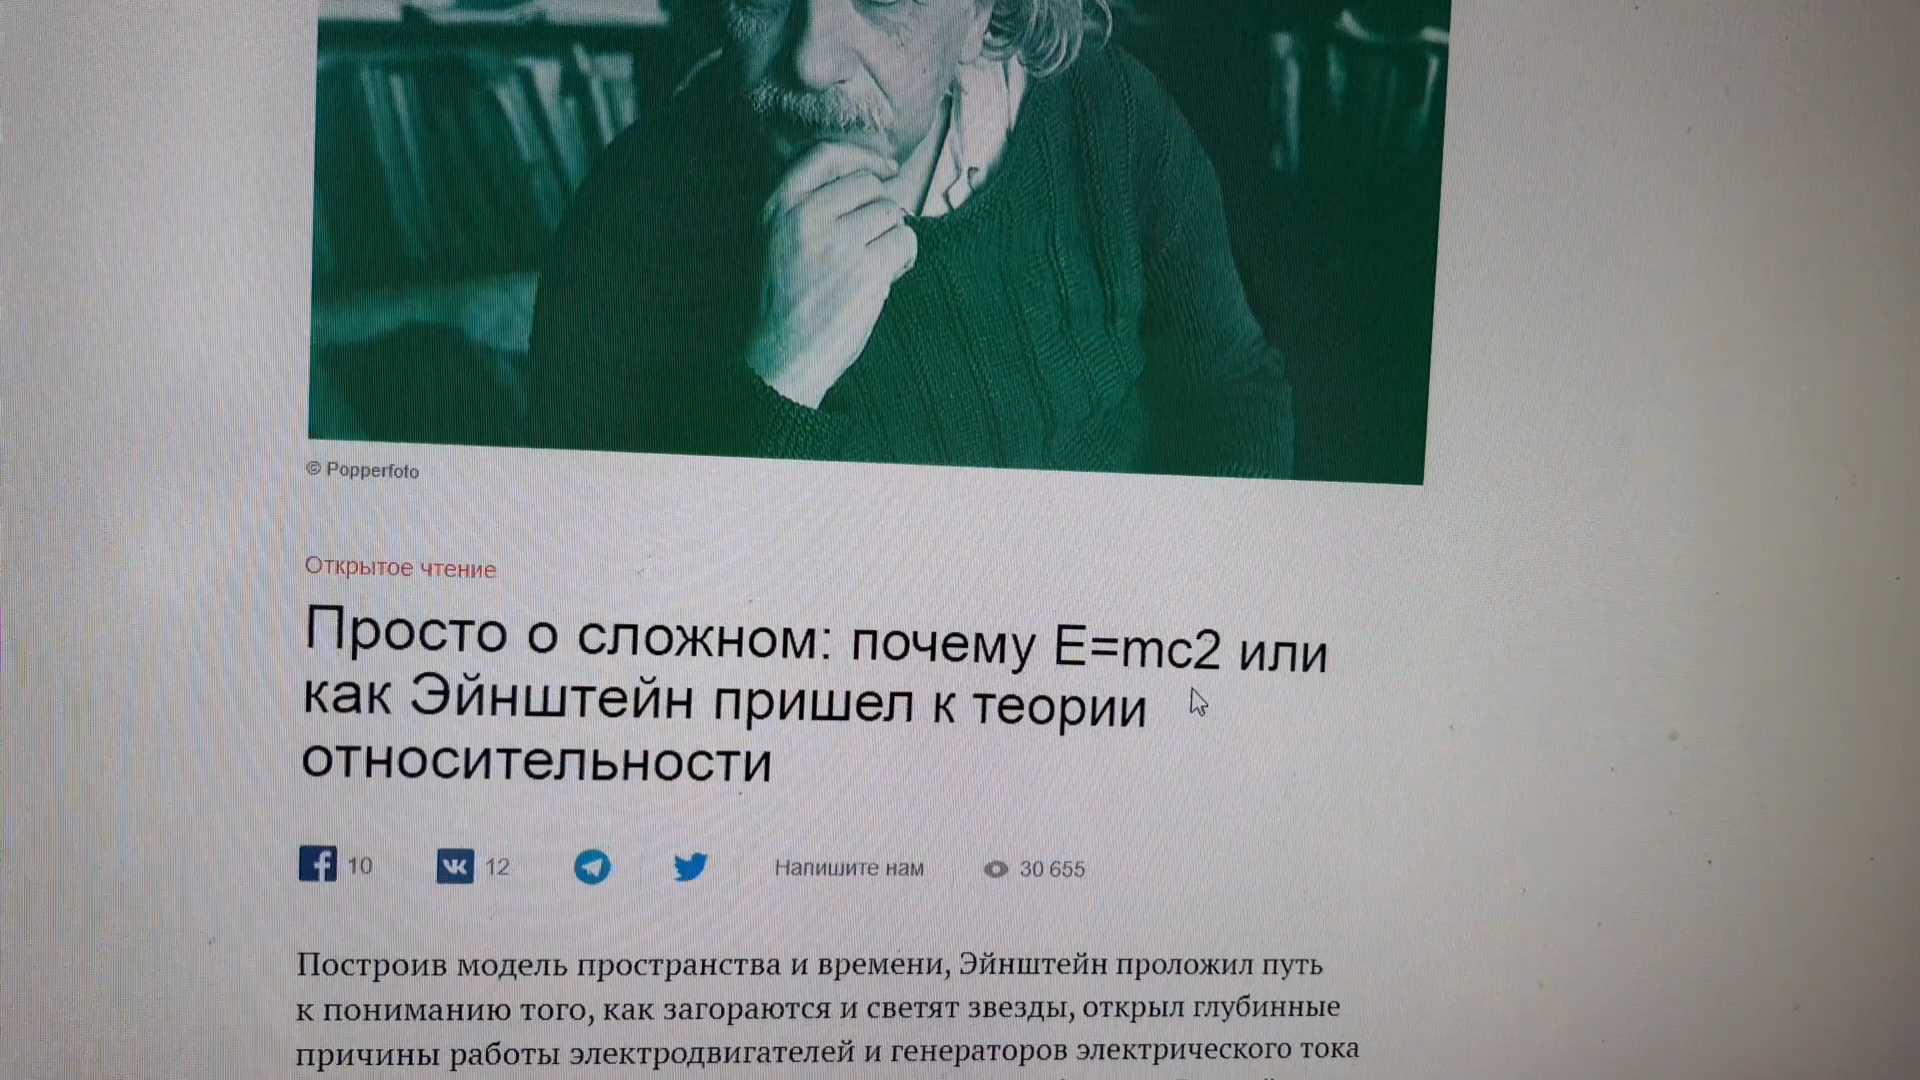 © Popperfoto
Открытое чтение
Просто о сложном: почему E=mc2 или
как Эйнштейн пришел к теории
относительности
10 12 Напишите нам 30 655
Построив модель пространства и времени, Эйнштейн проложил путь
к пониманию того, как загораются и светят звезды, открыл глубинные
причины работы электродвигателей и генераторов электрического тока